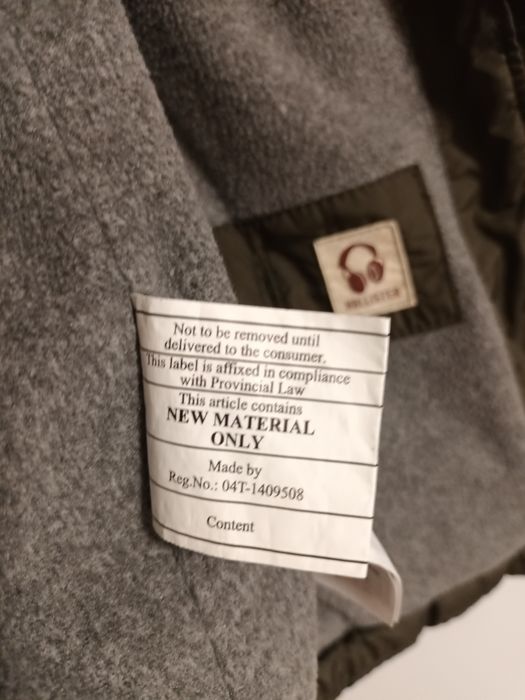 HOLLISTER
Not to be removed until
delivered to the consumer.
This label is affixed in compliance
with Provincial Law
This article contains
NEW MATERIAL
ONLY
Made by
Reg.No.: 04T-1409508
Content